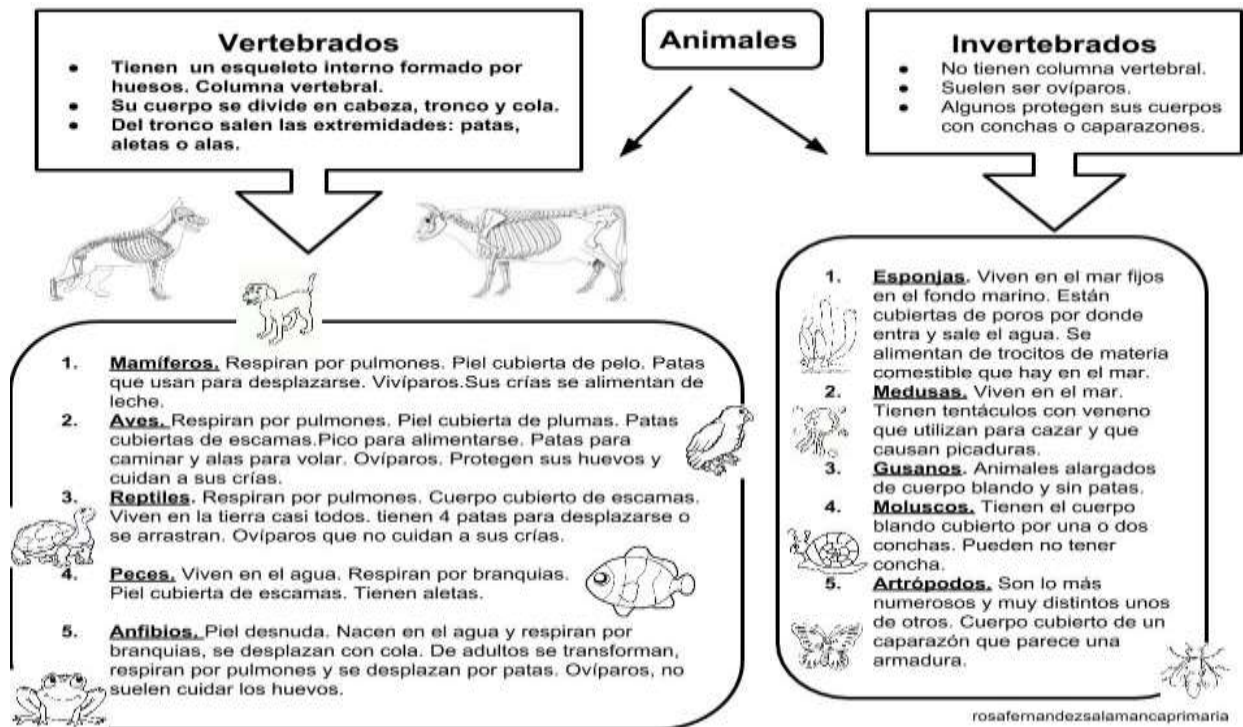 Animales
Vertebrados
• Tienen un esqueleto interno formado por
huesos. Columna vertebral.
• Su cuerpo se divide en cabeza, tronco y cola.
• Del tronco salen las extremidades: patas,
aletas o alas.
Invertebrados
• No tienen columna vertebral.
• Suelen ser ovíparos.
• Algunos protegen sus cuerpos
con conchas o caparazones.
1. Mamíferos. Respiran por pulmones. Piel cubierta de pelo. Patas
que usan para desplazarse. Vivíparos.Sus crías se alimentan de
leche.
2. Aves. Respiran por pulmones. Piel cubierta de plumas. Patas
cubiertas de escamas.Pico para alimentarse. Patas para
caminar y alas para volar. Ovíparos. Protegen sus huevos y
cuidan a sus crías.
3. Reptiles. Respiran por pulmones. Cuerpo cubierto de escamas.
Viven en la tierra casi todos. tienen 4 patas para desplazarse o
se arrastran. Ovíparos que no cuidan a sus crías.
4. Peces. Viven en el agua. Respiran por branquias.
Piel cubierta de escamas. Tienen aletas.
5. Anfibios. Piel desnuda. Nacen en el agua y respiran por
branquias, se desplazan con cola. De adultos se transforman,
respiran por pulmones y se desplazan por patas. Ovíparos, no
suelen cuidar los huevos.
1. Esponjas. Viven en el mar fijos
en el fondo marino. Están
cubiertas de poros por donde
entra y sale el agua. Se
alimentan de trocitos de materia
comestible que hay en el mar.
2. Medusas. Viven en el mar.
Tienen tentáculos con veneno
que utilizan para cazar y que
causan picaduras.
3. Gusanos. Animales alargados
de cuerpo blando y sin patas.
4. Moluscos. Tienen el cuerpo
blando cubierto por una o dos
conchas. Pueden no tener
concha.
5. Artrópodos. Son lo más
numerosos y muy distintos unos
de otros. Cuerpo cubierto de un
caparazón que parece una
armadura.
rosafernandezsalamancaprimaria